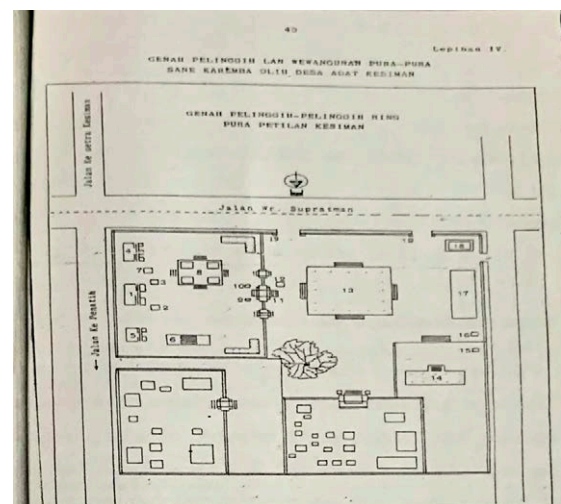 43
Lepihan IV.
GENAH PELINGGIH LAN WEWANGUNAN PURA-PURA
SANE KAREMBA OLIH DESA ADAT KESIMAN
GENAH PELINGGIH-PELINGGIH RING
PURA PETILAN KESIMAN
Jalan Ke setra Kesiman
Jalan Wr. Supratman
← Jalan Ke Penatih
19
18
4
7
8
3
1
2
5
6
10
9
12
11
13
17
16
15
14